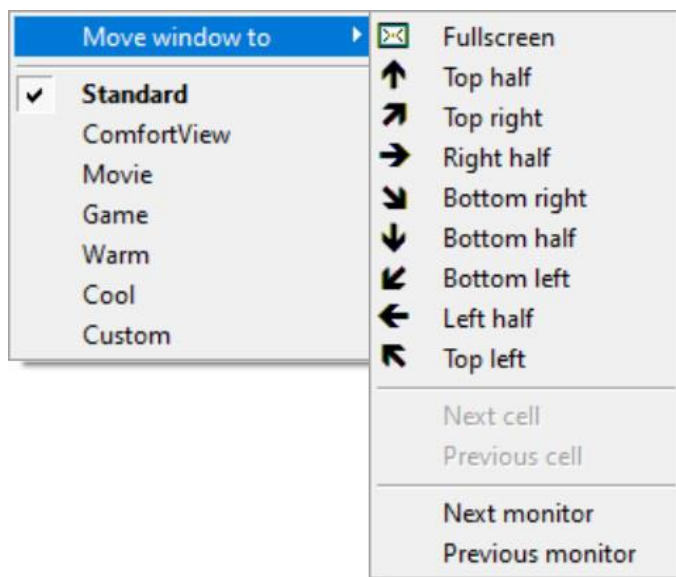 Move window to
Standard
ComfortView
Movie
Game
Warm
Cool
Custom
Fullscreen
Top half
Top right
Right half
Bottom right
Bottom half
Bottom left
Left half
Top left
Next cell
Previous cell
Next monitor
Previous monitor